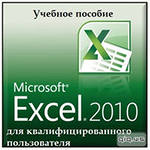 Учебное пособие
Microsoft
Excel 2010
для квалифицированного
пользователя